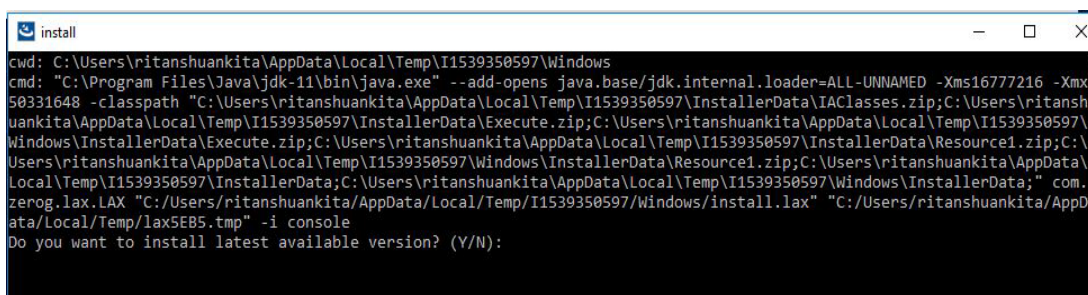 install
cwd: C:\Users\ritanshuankita\AppData\Local\Temp\I1539350597\Windows
cmd: "C:\Program Files\Java\jdk-11\bin\java.exe" --add-opens java.base/jdk.internal.loader=ALL-UNNAMED -Xms16777216 -Xmx
50331648 -classpath "C:\Users\ritanshuankita\AppData\Local\Temp\I1539350597\InstallerData\IAClasses.zip;C:\Users\ritansh
uankita\AppData\Local\Temp\I1539350597\InstallerData\Execute.zip;C:\Users\ritanshuankita\AppData\Local\Temp\I1539350597\
Windows\InstallerData\Execute.zip;C:\Users\ritanshuankita\AppData\Local\Temp\I1539350597\InstallerData\Resource1.zip;C:\
Users\ritanshuankita\AppData\Local\Temp\I1539350597\Windows\InstallerData\Resource1.zip;C:\Users\ritanshuankita\AppData\
Local\Temp\I1539350597\InstallerData;C:\Users\ritanshuankita\AppData\Local\Temp\I1539350597\Windows\InstallerData;" com.
zerog.lax.LAX "C:/Users/ritanshuankita/AppData/Local/Temp/I1539350597/Windows/install.lax" "C:/Users/ritanshuankita/AppD
ata/Local/Temp/lax5EB5.tmp" -i console
Do you want to install latest available version? (Y/N):